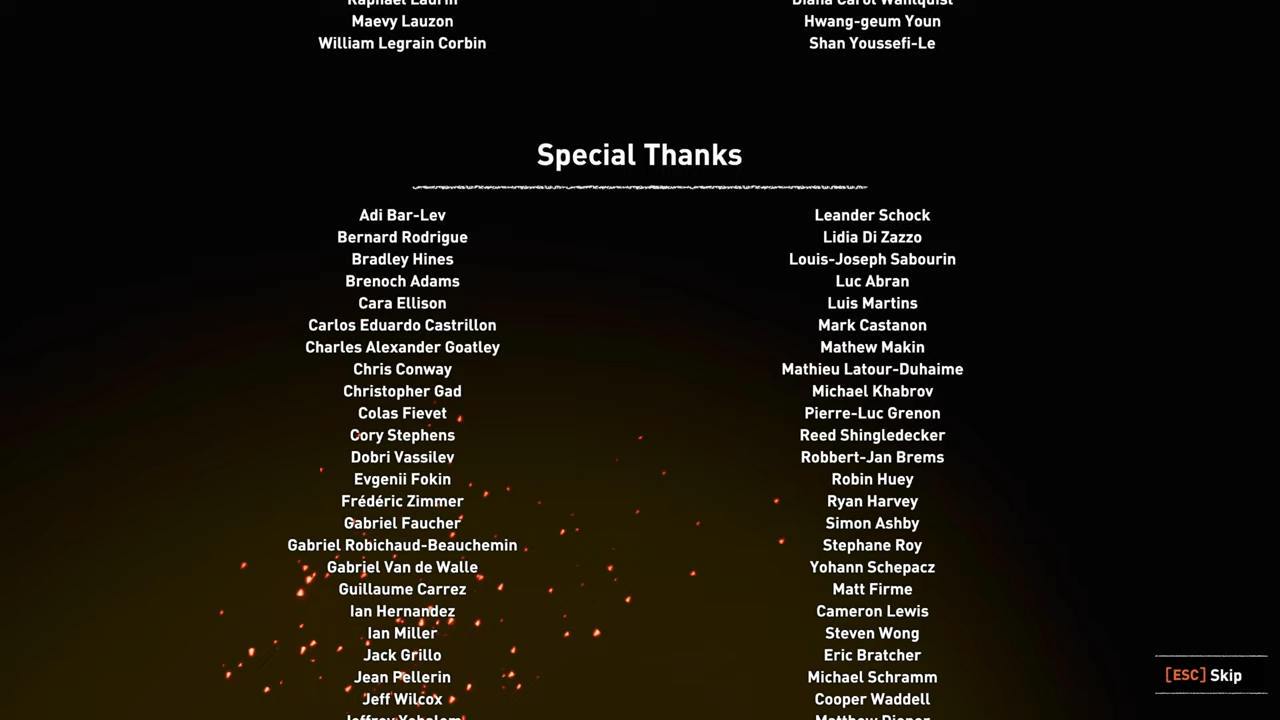 Raphaël Laurin
Maevy Lauzon
William Legrain Corbin
Diana Carol Wahlquist
Hwang-geum Youn
Shan Youssefi-Le
Special Thanks
Adi Bar-Lev
Bernard Rodrigue
Bradley Hines
Brenoch Adams
Cara Ellison
Carlos Eduardo Castrillon
Charles Alexander Goatley
Chris Conway
Christopher Gad
Colas Fievet
Cory Stephens
Dobri Vassilev
Evgenii Fokin
Frédéric Zimmer
Gabriel Faucher
Gabriel Robichaud-Beauchemin
Gabriel Van de Walle
Guillaume Carrez
Ian Hernandez
Ian Miller
Jack Grillo
Jean Pellerin
Jeff Wilcox
Leander Schock
Lidia Di Zazzo
Louis-Joseph Sabourin
Luc Abran
Luis Martins
Mark Castanon
Mathew Makin
Mathieu Latour-Duhaime
Michael Khabrov
Pierre-Luc Grenon
Reed Shingledecker
Robbert-Jan Brems
Robin Huey
Ryan Harvey
Simon Ashby
Stephane Roy
Yohann Schepacz
Matt Firme
Cameron Lewis
Steven Wong
Eric Bratcher
Michael Schramm
Cooper Waddell
[ESC] Skip